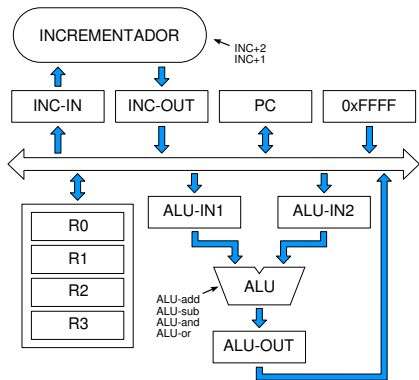 INCREMENTADOR
INC+2
INC+1
INC-IN
INC-OUT
PC
0xFFFF
R0
R1
R2
R3
ALU-IN1
ALU-IN2
ALU
ALU-add
ALU-sub
ALU-and
ALU-or
ALU-OUT